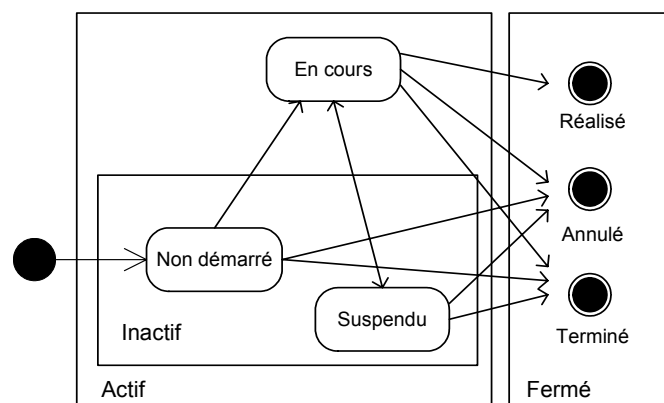 En cours
Réalisé
Non démarré
Annulé
Suspendu
Inactif
Terminé
Actif
Fermé